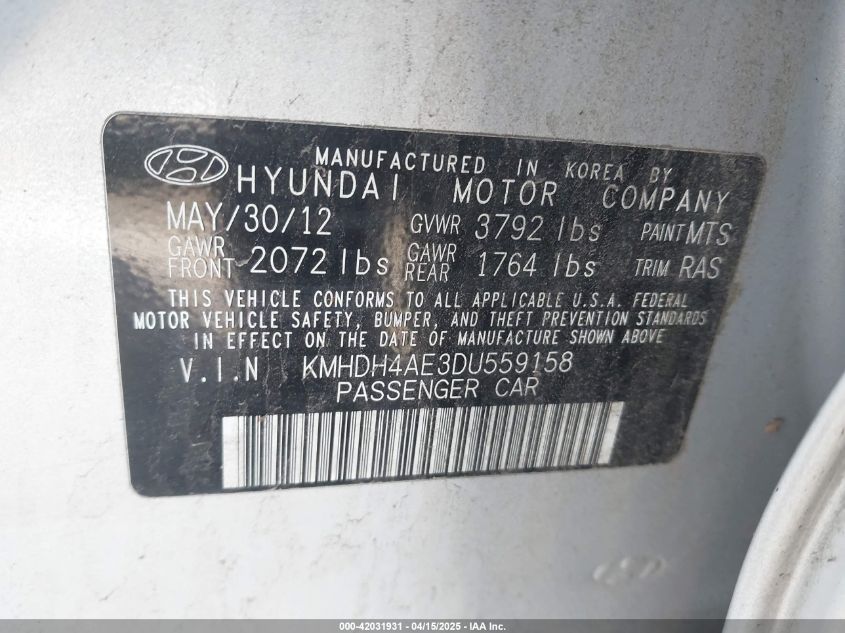 MANUFACTURED IN KOREA BY
HYUNDAI MOTOR COMPANY
MAY/30/12 GVWR 3792 lbs PAINT MTS
GAWR FRONT 2072 lbs GAWR REAR 1764 lbs TRIM RAS
THIS VEHICLE CONFORMS TO ALL APPLICABLE U.S.A. FEDERAL
MOTOR VEHICLE SAFETY, BUMPER, AND THEFT PREVENTION STANDARDS
IN EFFECT ON THE DATE OF MANUFACTURE SHOWN ABOVE
V.I.N KMHDH4AE3DU559158
PASSENGER CAR
000-42031931 - 04/15/2025 - IAA Inc.